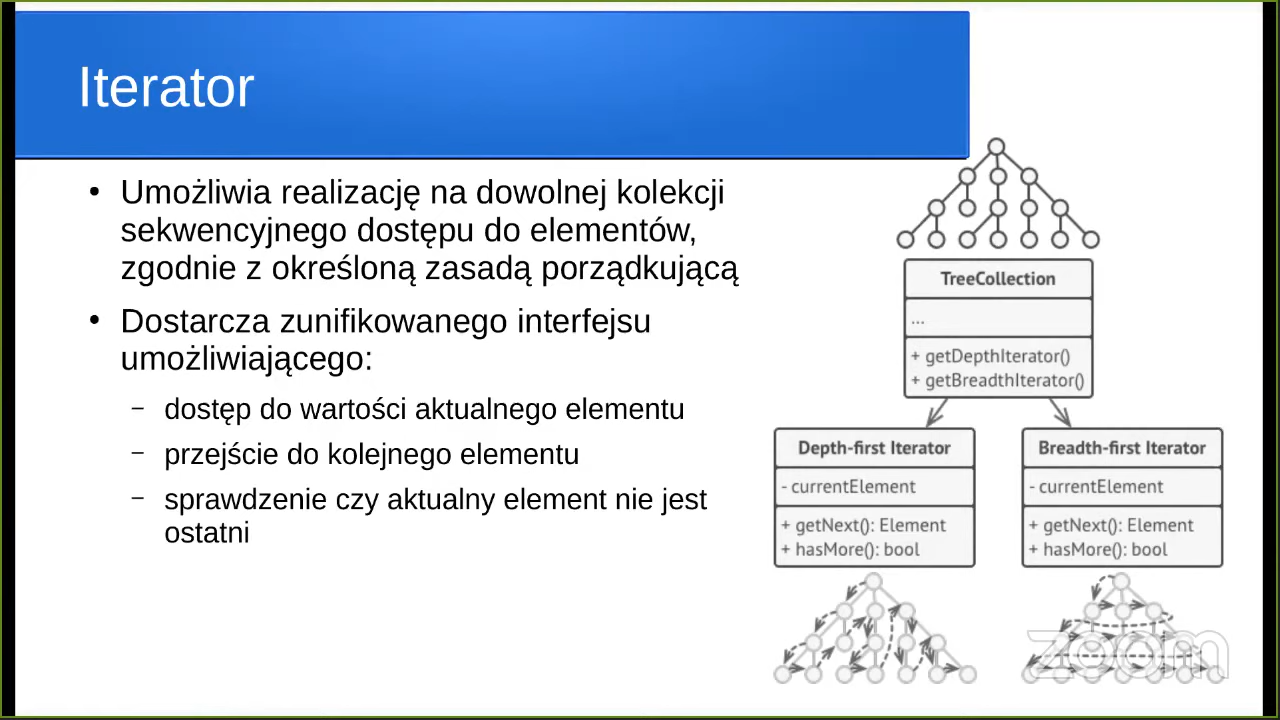 Iterator
• Umożliwia realizację na dowolnej kolekcji
sekwencyjnego dostępu do elementów,
zgodnie z określoną zasadą porządkującą
• Dostarcza zunifikowanego interfejsu
umożliwiającego:
– dostęp do wartości aktualnego elementu
– przejście do kolejnego elementu
– sprawdzenie czy aktualny element nie jest
ostatni
TreeCollection
...
+ getDepthIterator()
+ getBreadthIterator()
Depth-first Iterator
- currentElement
+ getNext(): Element
+ hasMore(): bool
Breadth-first Iterator
- currentElement
+ getNext(): Element
+ hasMore(): bool
zoom